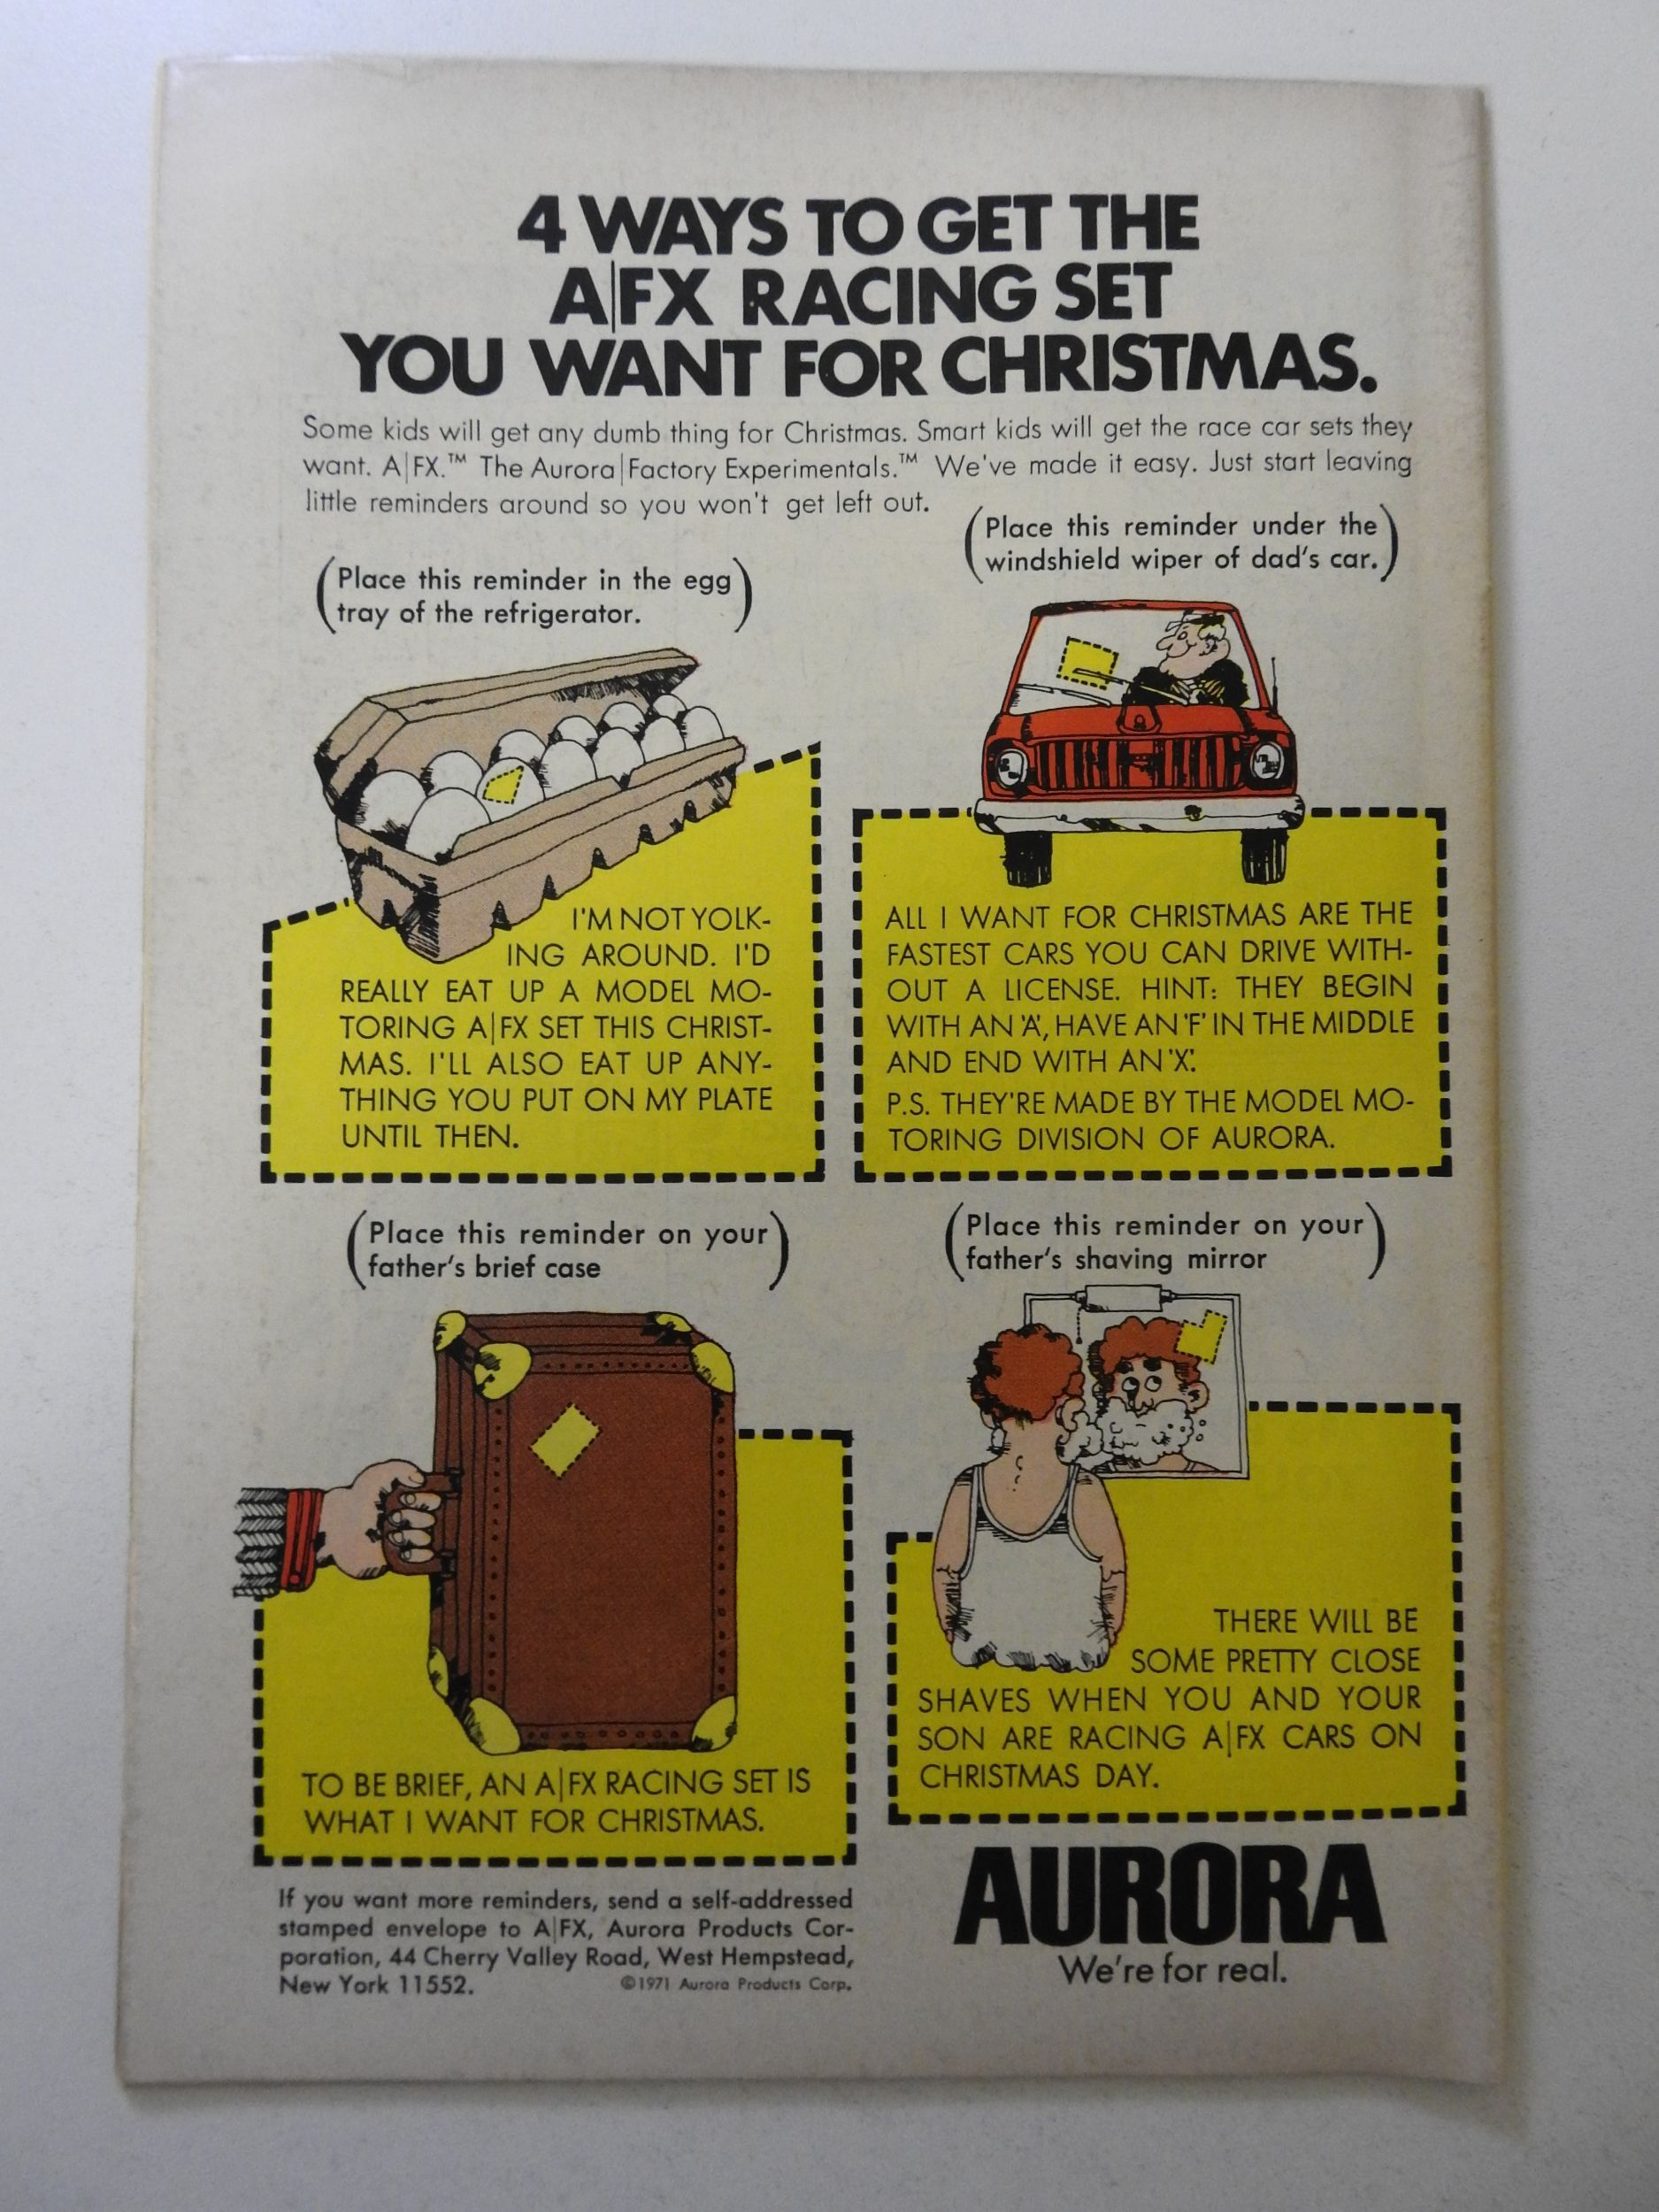 4 WAYS TO GET THE
A|FX RACING SET
YOU WANT FOR CHRISTMAS.
Some kids will get any dumb thing for Christmas. Smart kids will get the race car sets they
want. A|FX.™ The Aurora|Factory Experimentals.™ We've made it easy. Just start leaving
little reminders around so you won't get left out.
(Place this reminder in the egg
tray of the refrigerator.)
I'M NOT YOLK-
ING AROUND. I'D
REALLY EAT UP A MODEL MO-
TORING A|FX SET THIS CHRIST-
MAS. I'LL ALSO EAT UP ANY-
THING YOU PUT ON MY PLATE
UNTIL THEN.
(Place this reminder under the
windshield wiper of dad's car.)
ALL I WANT FOR CHRISTMAS ARE THE
FASTEST CARS YOU CAN DRIVE WITH-
OUT A LICENSE. HINT: THEY BEGIN
WITH AN 'A', HAVE AN 'F' IN THE MIDDLE
AND END WITH AN 'X'.
P.S. THEY'RE MADE BY THE MODEL MO-
TORING DIVISION OF AURORA.
(Place this reminder on your
father's brief case)
TO BE BRIEF, AN A|FX RACING SET IS
WHAT I WANT FOR CHRISTMAS.
(Place this reminder on your
father's shaving mirror)
THERE WILL BE
SOME PRETTY CLOSE
SHAVES WHEN YOU AND YOUR
SON ARE RACING A|FX CARS ON
CHRISTMAS DAY.
If you want more reminders, send a self-addressed
stamped envelope to A|FX, Aurora Products Cor-
poration, 44 Cherry Valley Road, West Hempstead,
New York 11552. ©1971 Aurora Products Corp.
AURORA
We're for real.